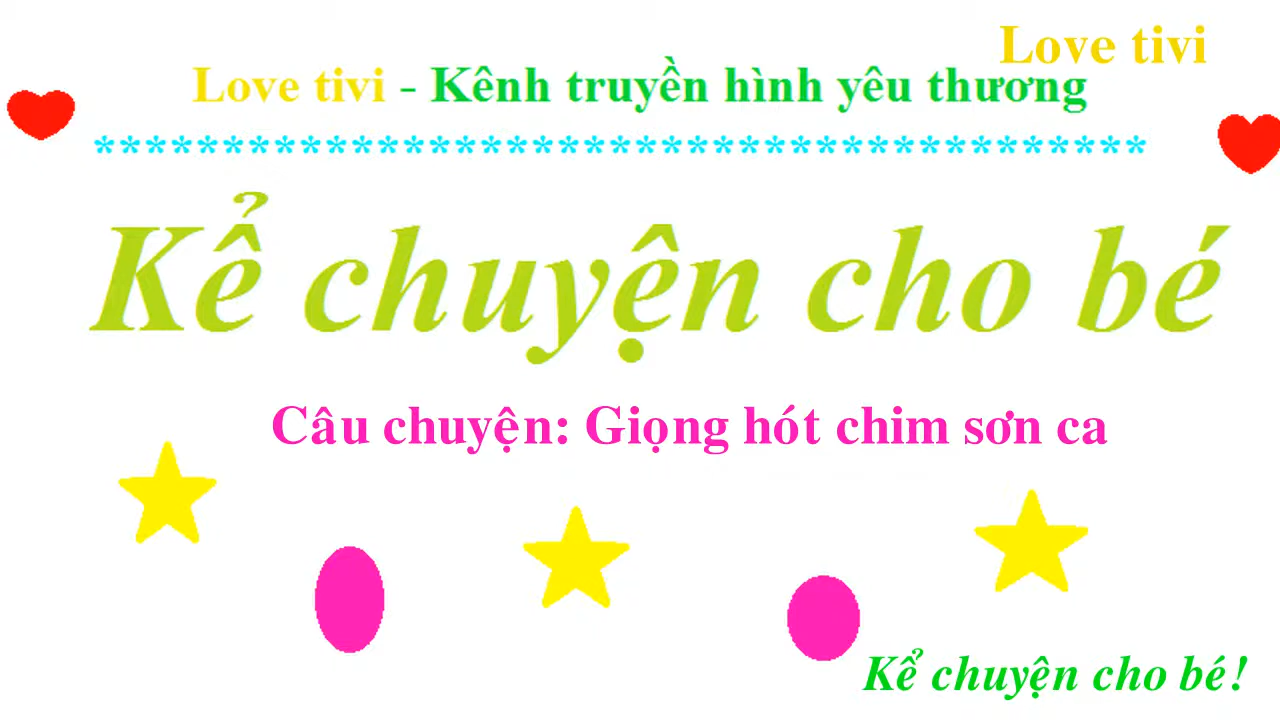 Love tivi
Love tivi - Kênh truyền hình yêu thương
*****************************************
Kể chuyện cho bé
Câu chuyện: Giọng hót chim sơn ca
Kể chuyện cho bé!